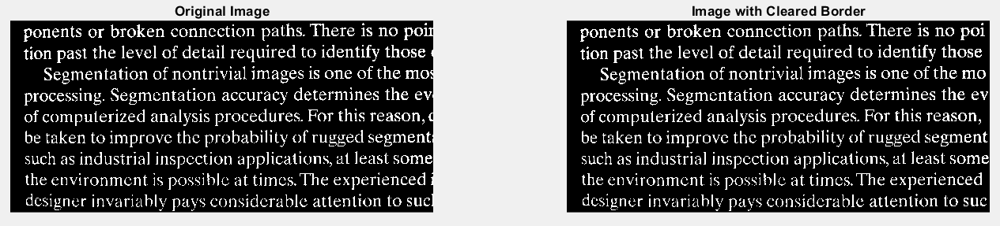 Original Image
ponents or broken connection paths. There is no poin
tion past the level of detail required to identify those
Segmentation of nontrivial images is one of the mos
processing. Segmentation accuracy determines the ev
of computerized analysis procedures. For this reason, c
be taken to improve the probability of rugged segment
such as industrial inspection applications, at least some
the environment is possible at times. The experienced i
designer invariably pays considerable attention to suc
Image with Cleared Border
ponents or broken connection paths. There is no poi
tion past the level of detail required to identify those
Segmentation of nontrivial images is one of the mo
processing. Segmentation accuracy determines the ev
of computerized analysis procedures. For this reason,
be taken to improve the probability of rugged segment
such as industrial inspection applications, at least some
the environment is possible at times. The experienced
designer invariably pays considerable attention to suc